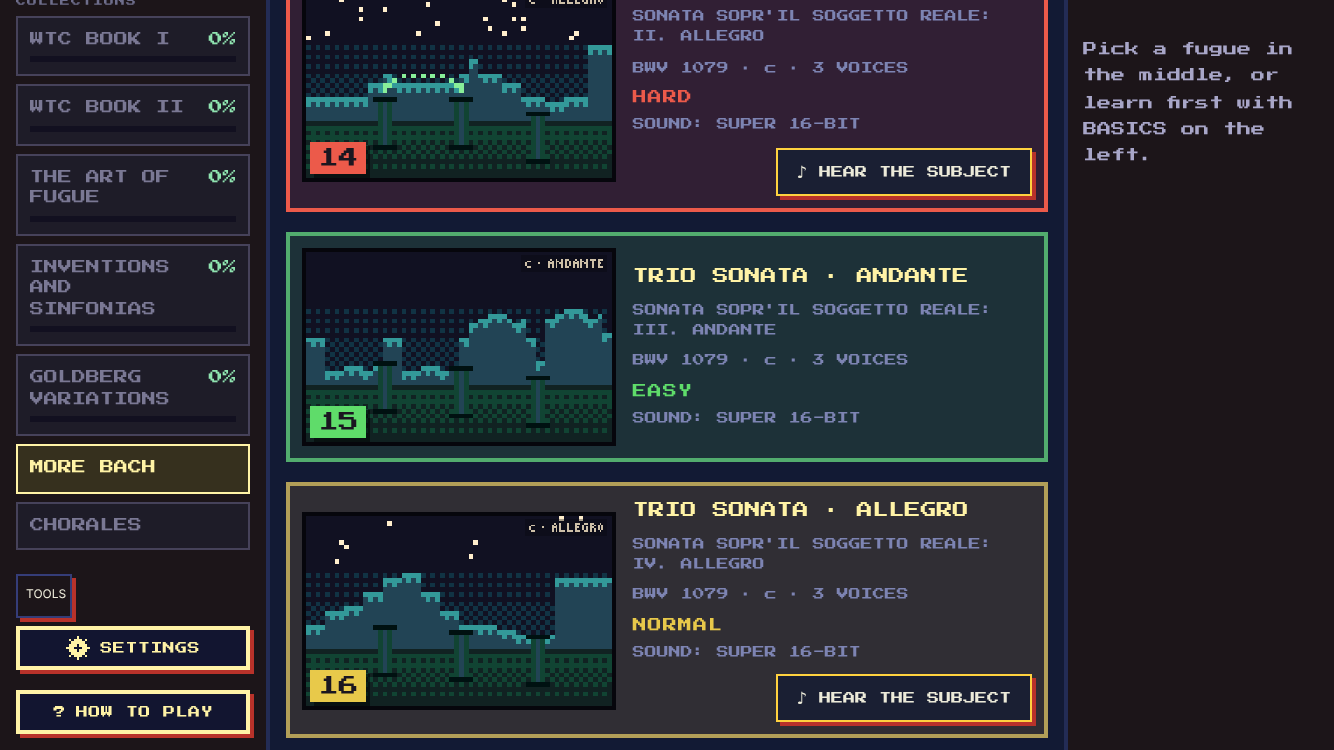 COLLECTIONS
WTC BOOK I 0%
WTC BOOK II 0%
THE ART OF 0%
FUGUE
INVENTIONS 0%
AND
SINFONIAS
GOLDBERG 0%
VARIATIONS
MORE BACH
CHORALES
TOOLS
SETTINGS
? HOW TO PLAY
c · ALLEGRO
14
SONATA SOPR'IL SOGGETTO REALE:
II. ALLEGRO
BWV 1079 · c · 3 VOICES
HARD
SOUND: SUPER 16-BIT
♪ HEAR THE SUBJECT
c · ANDANTE
15
TRIO SONATA · ANDANTE
SONATA SOPR'IL SOGGETTO REALE:
III. ANDANTE
BWV 1079 · c · 3 VOICES
EASY
SOUND: SUPER 16-BIT
c · ALLEGRO
16
TRIO SONATA · ALLEGRO
SONATA SOPR'IL SOGGETTO REALE:
IV. ALLEGRO
BWV 1079 · c · 3 VOICES
NORMAL
SOUND: SUPER 16-BIT
♪ HEAR THE SUBJECT
Pick a fugue in
the middle, or
learn first with
BASICS on the
left.